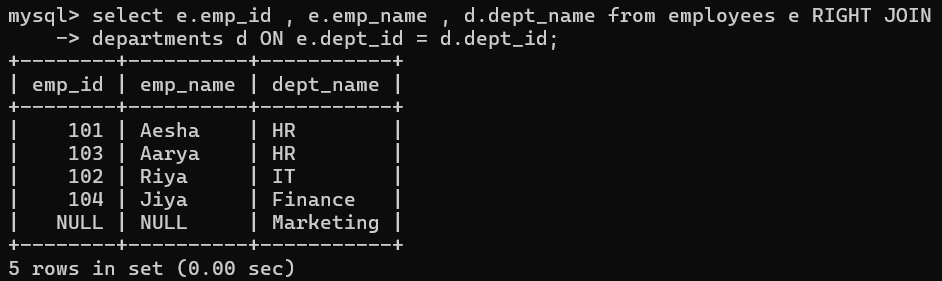 mysql> select e.emp_id , e.emp_name , d.dept_name from employees e RIGHT JOIN
    -> departments d ON e.dept_id = d.dept_id;
+--------+----------+-----------+
| emp_id | emp_name | dept_name |
+--------+----------+-----------+
|    101 | Aesha    | HR        |
|    103 | Aarya    | HR        |
|    102 | Riya     | IT        |
|    104 | Jiya     | Finance   |
|   NULL | NULL     | Marketing |
+--------+----------+-----------+
5 rows in set (0.00 sec)